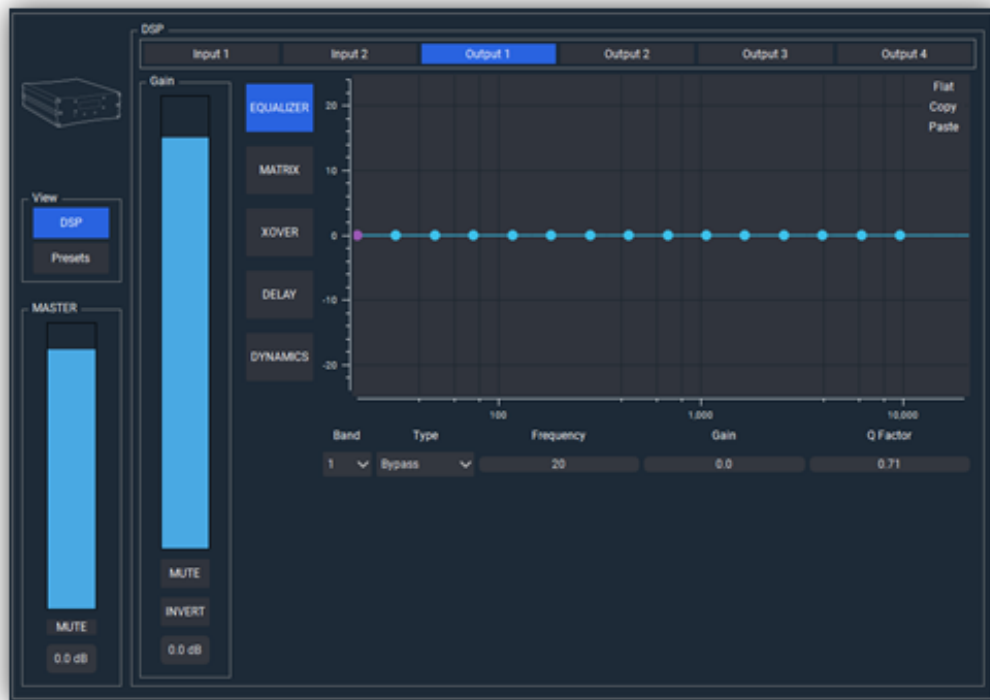 DSP
Input 1 Input 2 Output 1 Output 2 Output 3 Output 4
View
DSP
Presets
MASTER
MUTE
0.0 dB
Gain
MUTE
INVERT
0.0 dB
EQUALIZER
MATRIX
XOVER
DELAY
DYNAMICS
Flat
Copy
Paste
20
10
0
-10
-20
100 1,000 10,000
Band Type Frequency Gain Q Factor
1 Bypass 20 0.0 0.71